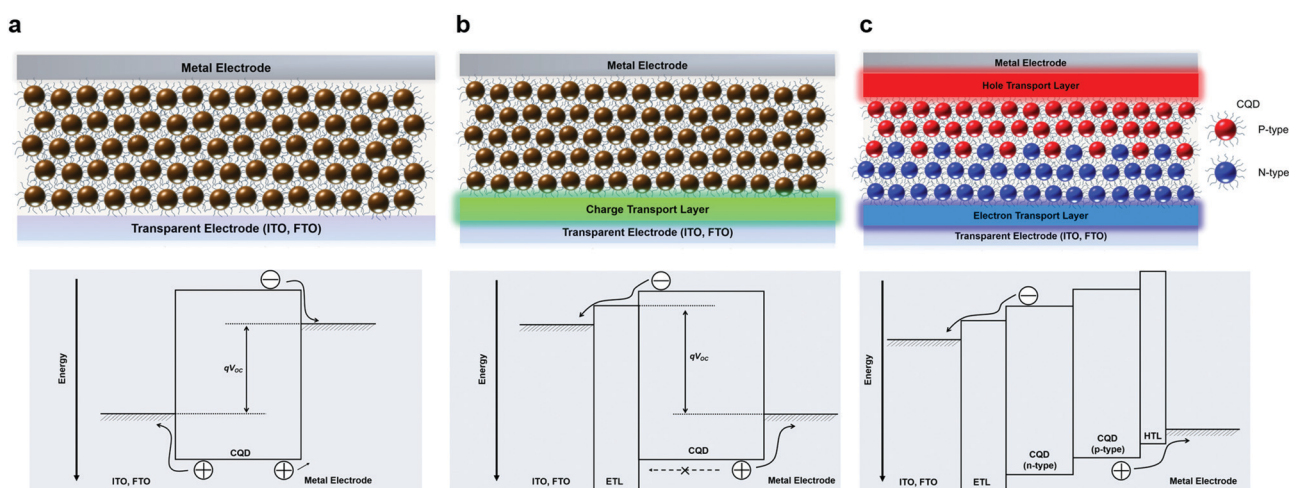 a
Metal Electrode
Transparent Electrode (ITO, FTO)
Energy
qVOC
CQD
ITO, FTO
Metal Electrode
b
Metal Electrode
Charge Transport Layer
Transparent Electrode (ITO, FTO)
Energy
qVOC
CQD
ITO, FTO
ETL
Metal Electrode
c
Metal Electrode
Hole Transport Layer
Electron Transport Layer
Transparent Electrode (ITO, FTO)
CQD
P-type
N-type
Energy
CQD
(n-type)
CQD
(p-type)
HTL
ITO, FTO
ETL
Metal Electrode